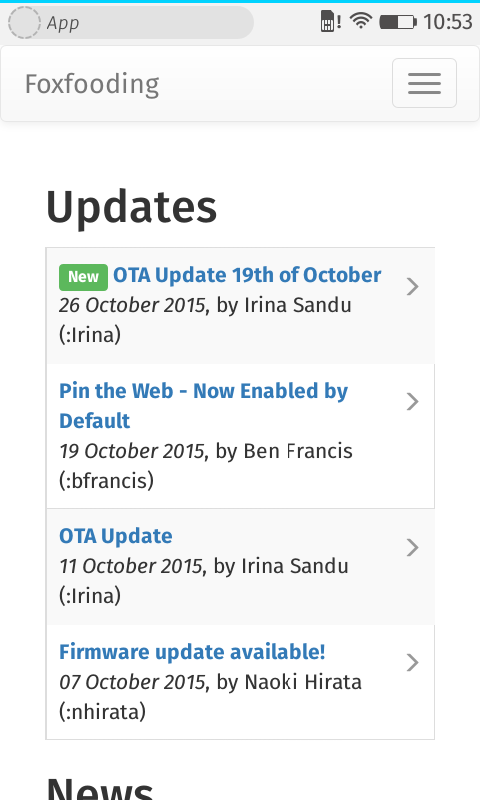 App 10:53
Foxfooding
Updates
New OTA Update 19th of October
26 October 2015, by Irina Sandu
(:Irina)
Pin the Web - Now Enabled by
Default
19 October 2015, by Ben Francis
(:bfrancis)
OTA Update
11 October 2015, by Irina Sandu
(:Irina)
Firmware update available!
07 October 2015, by Naoki Hirata
(:nhirata)
News